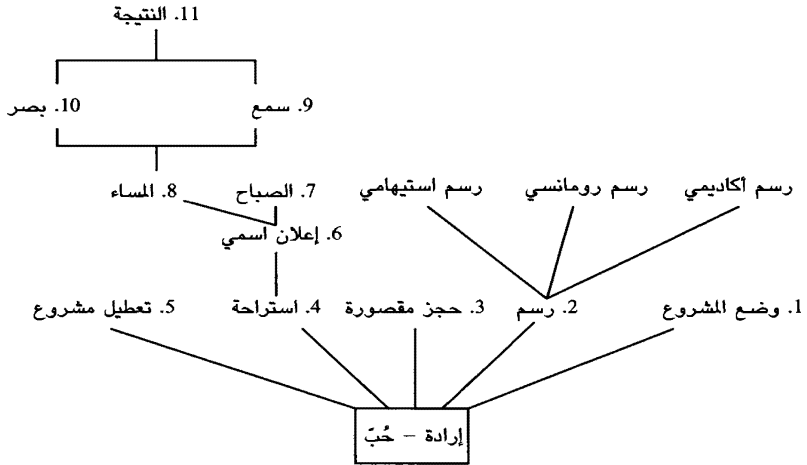 11. النتيجة
9. سمع
10. بصر
رسم أكاديمي
رسم رومانسي
رسم استيهامي
7. الصباح
8. المساء
6. إعلان اسمي
1. وضع المشروع
2. رسم
3. حجز مقصورة
4. استراحة
5. تعطيل مشروع
إرادة – حُبّ